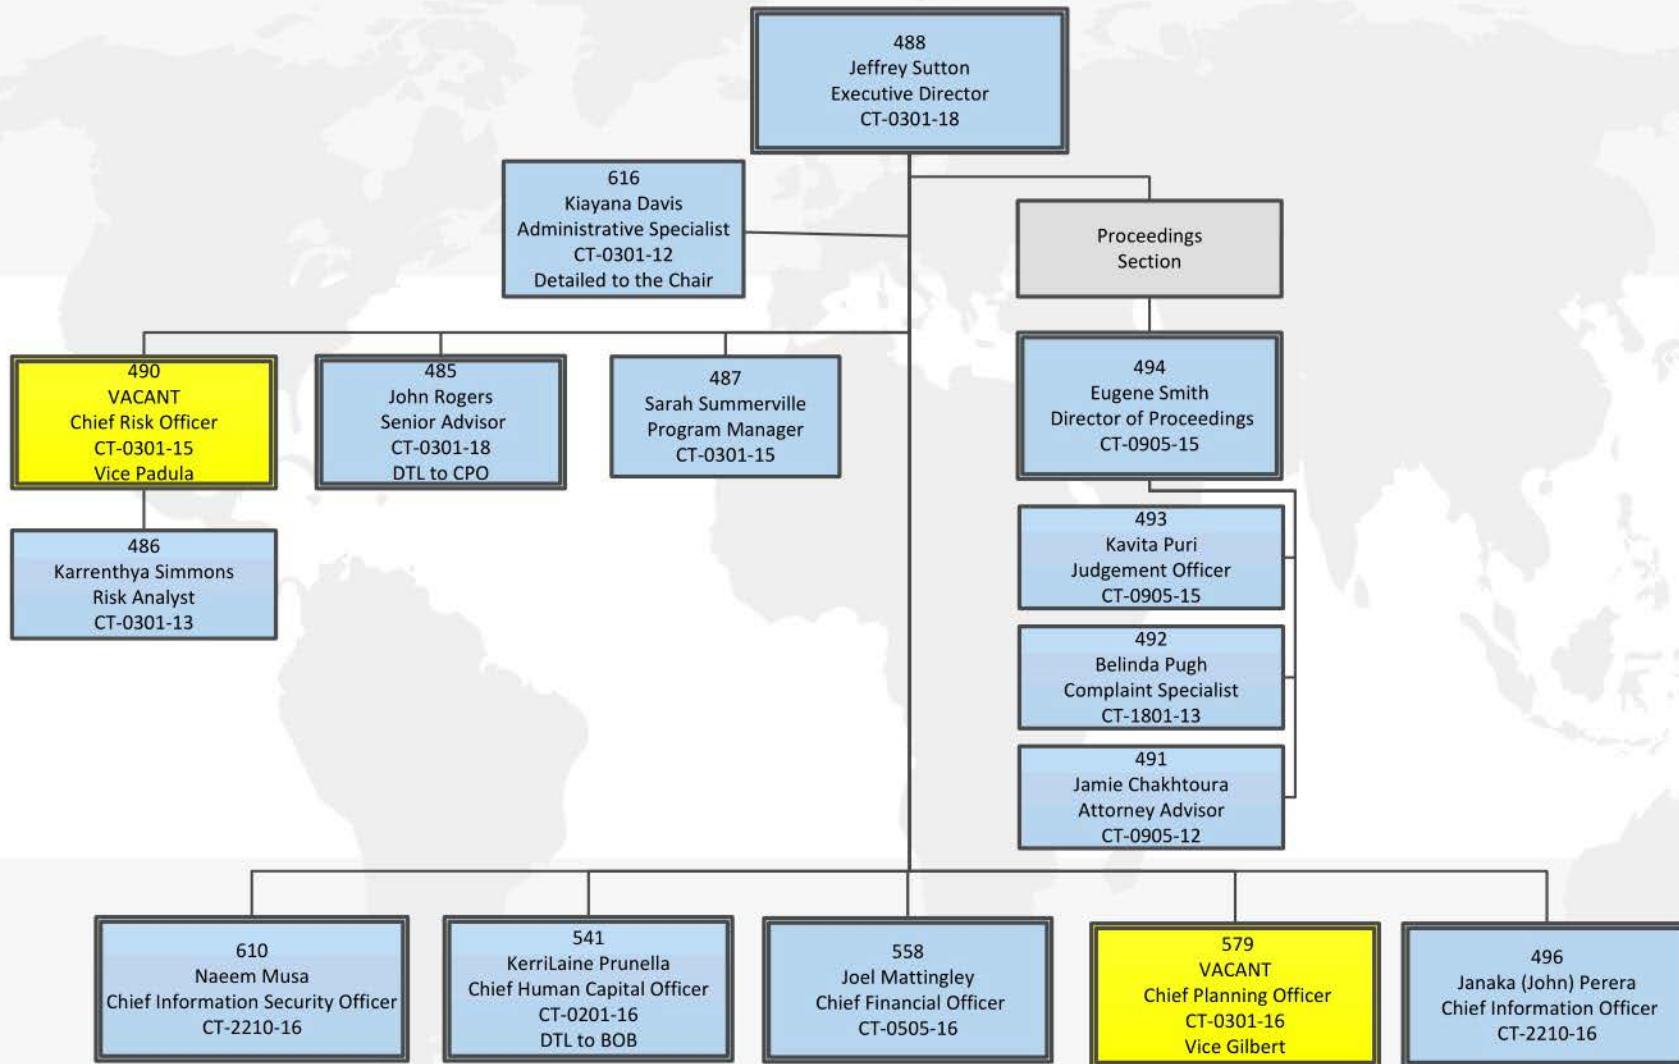 488
Jeffrey Sutton
Executive Director
CT-0301-18
616
Kiayana Davis
Administrative Specialist
CT-0301-12
Detailed to the Chair
Proceedings
Section
490
VACANT
Chief Risk Officer
CT-0301-15
Vice Padula
485
John Rogers
Senior Advisor
CT-0301-18
DTL to CPO
487
Sarah Summerville
Program Manager
CT-0301-15
494
Eugene Smith
Director of Proceedings
CT-0905-15
486
Karrenthya Simmons
Risk Analyst
CT-0301-13
493
Kavita Puri
Judgement Officer
CT-0905-15
492
Belinda Pugh
Complaint Specialist
CT-1801-13
491
Jamie Chakhtoura
Attorney Advisor
CT-0905-12
610
Naeem Musa
Chief Information Security Officer
CT-2210-16
541
KerriLaine Prunella
Chief Human Capital Officer
CT-0201-16
DTL to BOB
558
Joel Mattingley
Chief Financial Officer
CT-0505-16
579
VACANT
Chief Planning Officer
CT-0301-16
Vice Gilbert
496
Janaka (John) Perera
Chief Information Officer
CT-2210-16